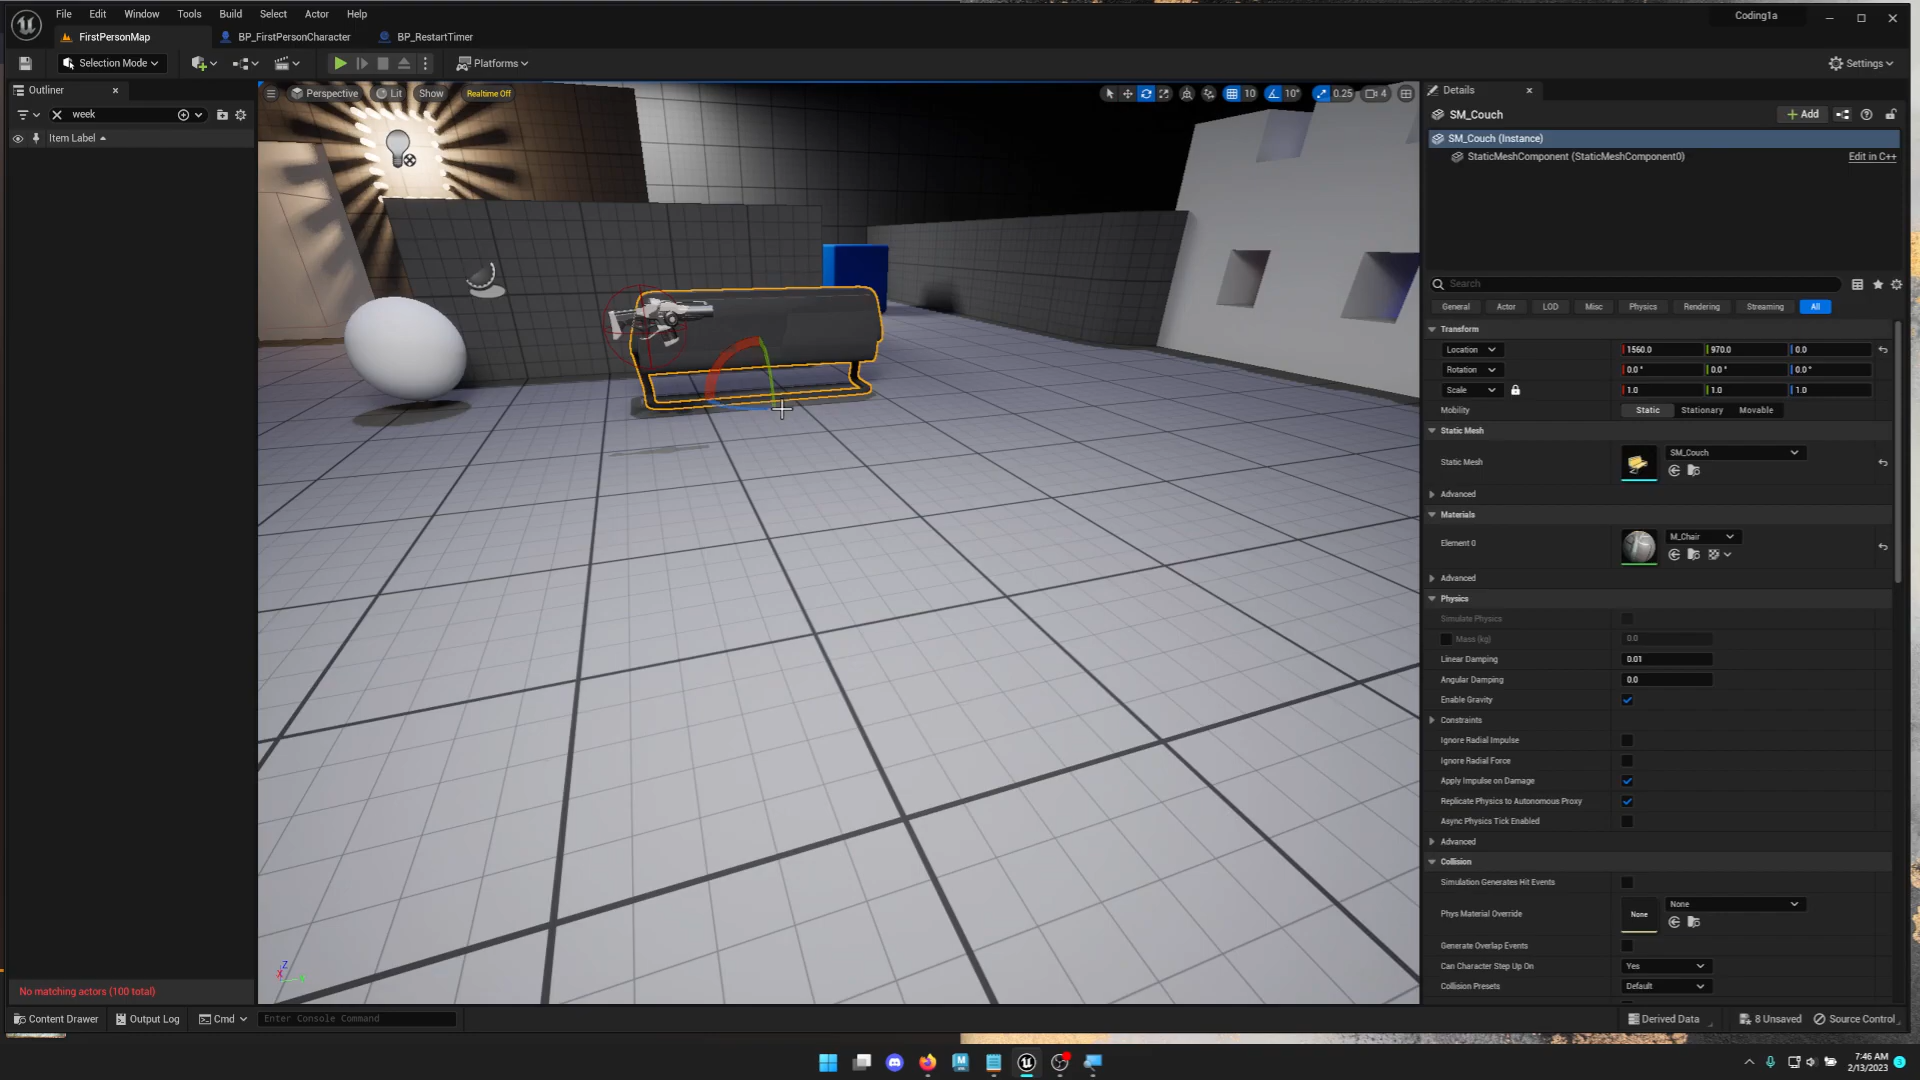 File Edit Window Tools Build Select Actor Help
Coding1a
FirstPersonMap
BP_FirstPersonCharacter
BP_RestartTimer
Selection Mode
Platforms
Settings
Outliner
week
Item Label
Perspective
Lit
Show
Realtime Off
10
10°
0.25
4
Details
SM_Couch
Add
SM_Couch (Instance)
StaticMeshComponent (StaticMeshComponent0)
Edit in C++
Search
General Actor LOD Misc Physics Rendering Streaming All
Transform
Location 1560.0 970.0 0.0
Rotation 0.0 ° 0.0 ° 0.0 °
Scale 1.0 1.0 1.0
Mobility Static Stationary Movable
Static Mesh
Static Mesh SM_Couch
Advanced
Materials
Element 0 M_Chair
Advanced
Physics
Simulate Physics
Mass (kg) 0.0
Linear Damping 0.01
Angular Damping 0.0
Enable Gravity
Constraints
Ignore Radial Impulse
Ignore Radial Force
Apply Impulse on Damage
Replicate Physics to Autonomous Proxy
Async Physics Tick Enabled
Advanced
Collision
Simulation Generates Hit Events
Phys Material Override None None
Generate Overlap Events
Can Character Step Up On Yes
Collision Presets Default
Z
X
No matching actors (100 total)
Content Drawer
Output Log
Cmd
Enter Console Command
Derived Data
8 Unsaved
Source Control
7:46 AM
2/13/2023
3